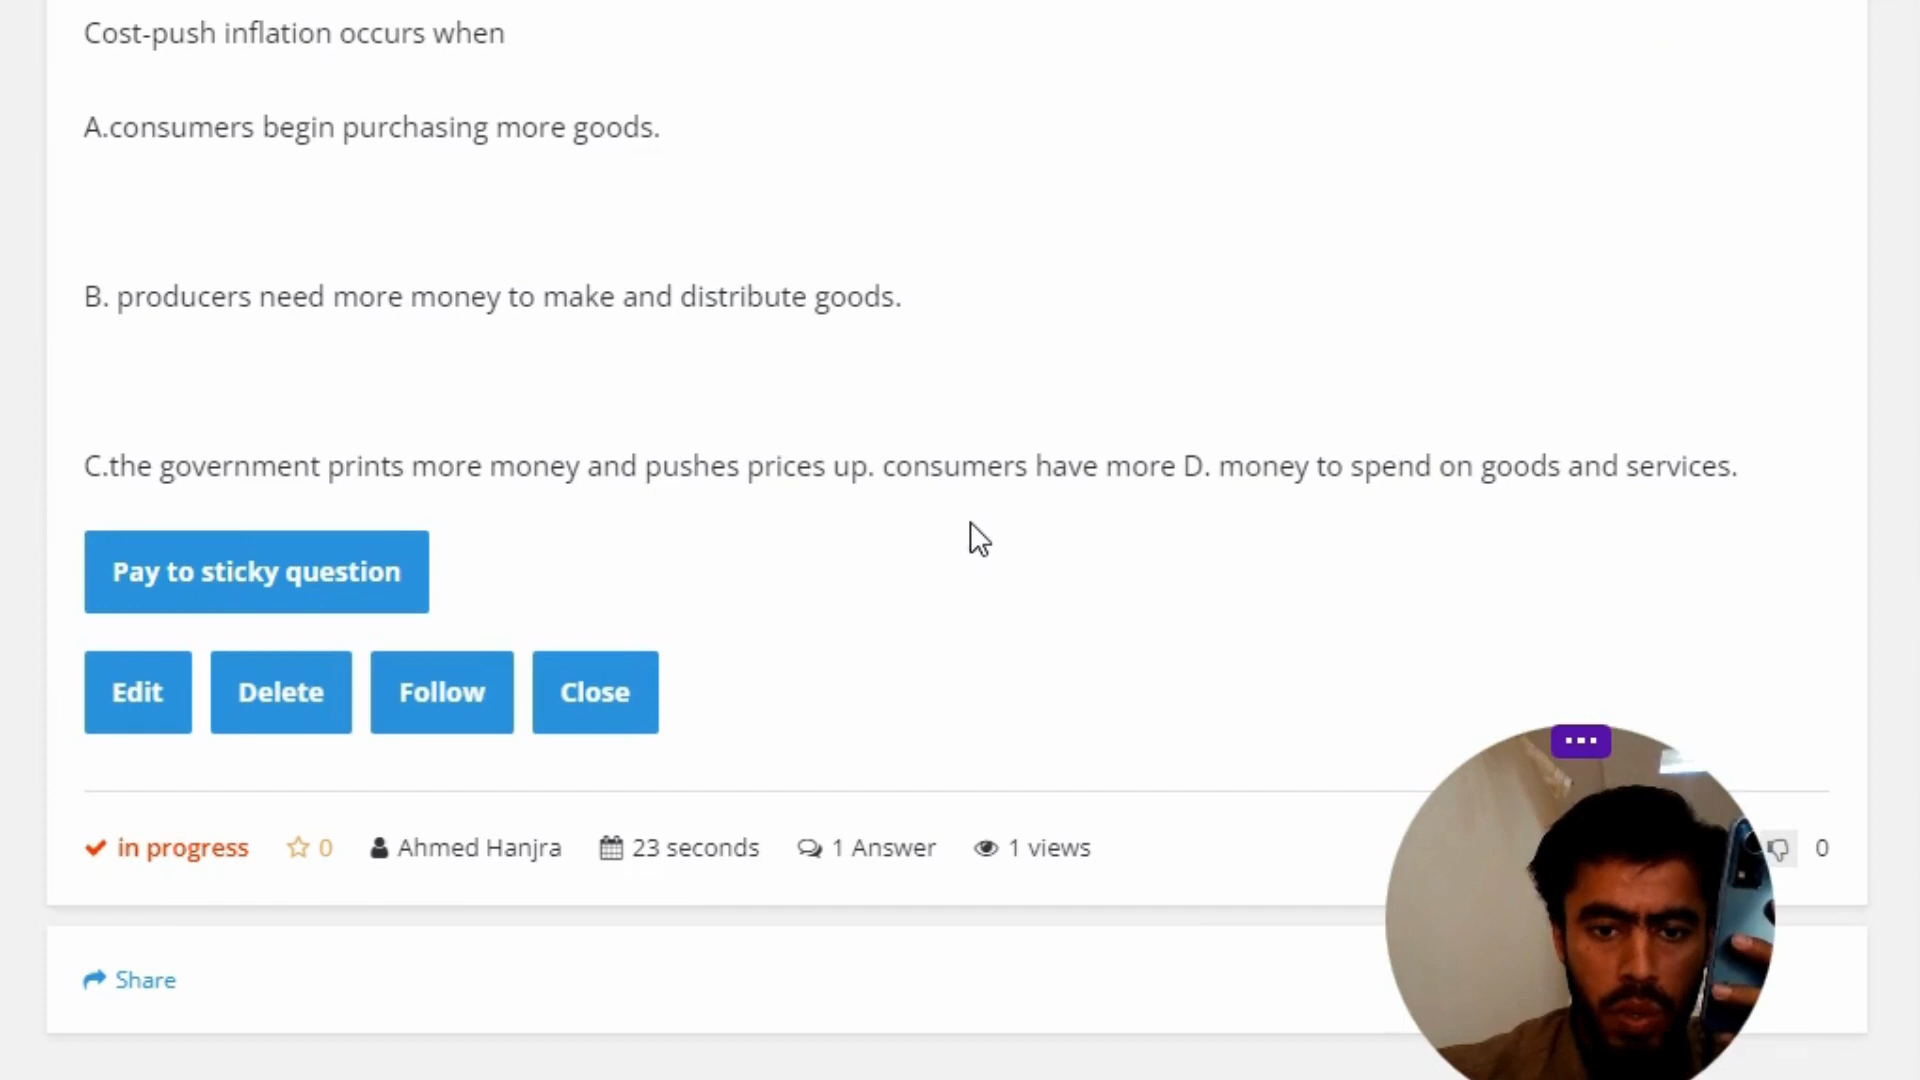 Cost-push inflation occurs when
A.consumers begin purchasing more goods.
B. producers need more money to make and distribute goods.
C.the government prints more money and pushes prices up. consumers have more D. money to spend on goods and services.
Pay to sticky question
Edit Delete Follow Close
in progress 0 Ahmed Hanjra 23 seconds 1 Answer 1 views 0
Share